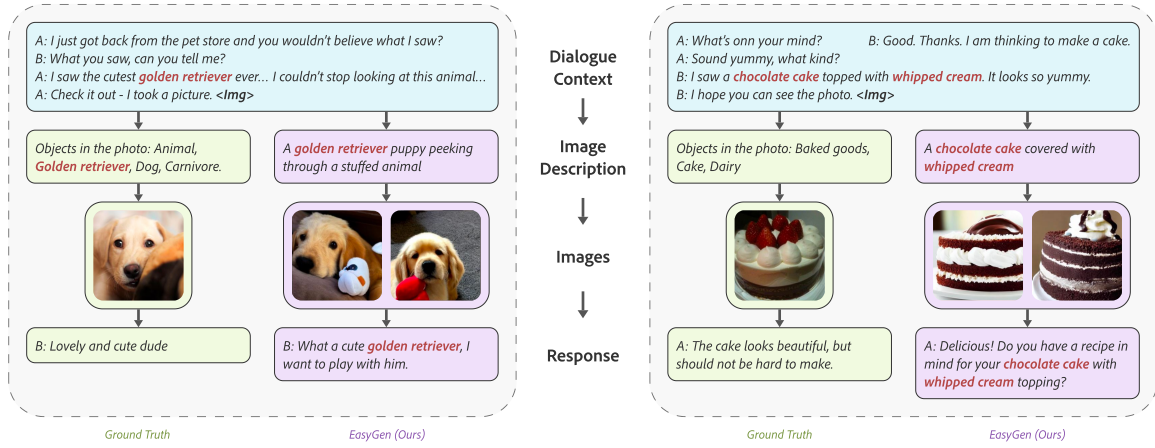 A: I just got back from the pet store and you wouldn't believe what I saw?
B: What you saw, can you tell me?
A: I saw the cutest golden retriever ever... I couldn't stop looking at this animal...
A: Check it out - I took a picture. <Img>
Objects in the photo: Animal,
Golden retriever, Dog, Carnivore.
A golden retriever puppy peeking
through a stuffed animal
B: Lovely and cute dude
B: What a cute golden retriever, I
want to play with him.
Ground Truth
EasyGen (Ours)
Dialogue
Context
Image
Description
Images
Response
A: What's onn your mind? B: Good. Thanks. I am thinking to make a cake.
A: Sound yummy, what kind?
B: I saw a chocolate cake topped with whipped cream. It looks so yummy.
B: I hope you can see the photo. <Img>
Objects in the photo: Baked goods,
Cake, Dairy
A chocolate cake covered with
whipped cream
A: The cake looks beautiful, but
should not be hard to make.
A: Delicious! Do you have a recipe in
mind for your chocolate cake with
whipped cream topping?
Ground Truth
EasyGen (Ours)